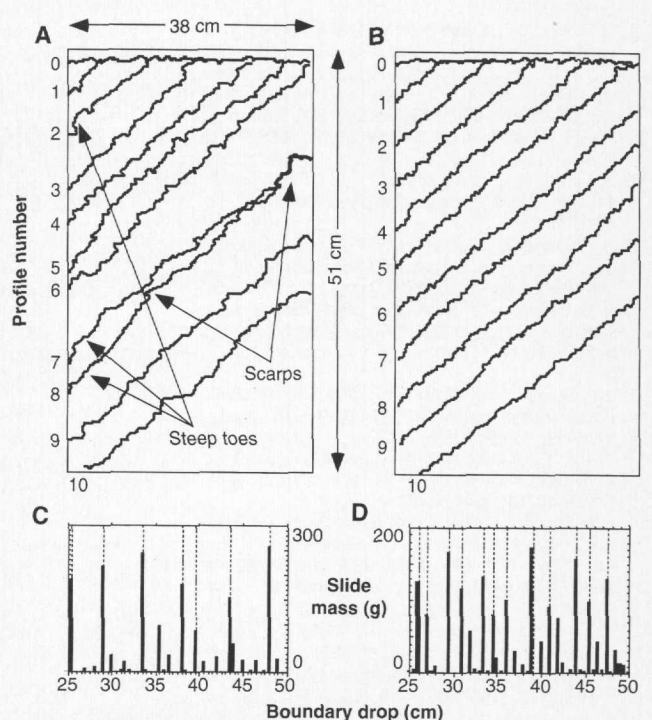 A
38 cm
B
0
1
2
3
4
5
6
7
8
9
10
Profile number
51 cm
Scarps
Steep toes
0
1
2
3
4
5
6
7
8
9
10
C
300
0
25 30 35 40 45 50
D
Slide
mass (g)
200
0
25 30 35 40 45 50
Boundary drop (cm)